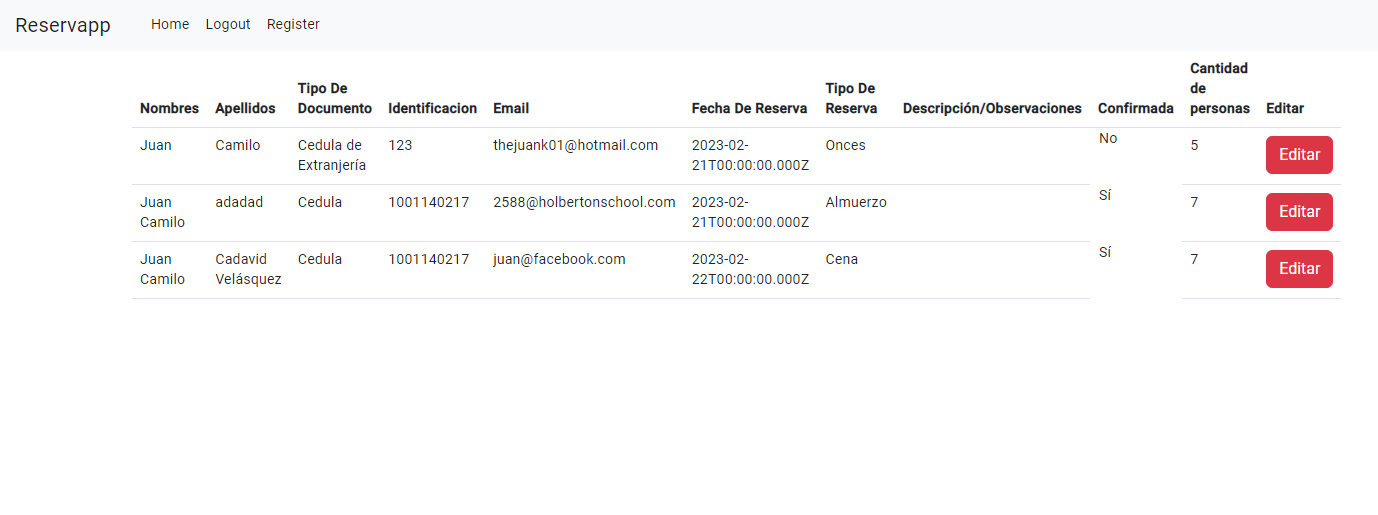 Reservapp Home Logout Register
Nombres Apellidos Tipo De Documento Identificacion Email Fecha De Reserva Tipo De Reserva Descripción/Observaciones Confirmada Cantidad de personas Editar
Juan Camilo Cedula de Extranjería 123 thejuank01@hotmail.com 2023-02-21T00:00:00.000Z Onces No 5 Editar
Juan Camilo adadad Cedula 1001140217 2588@holbertonschool.com 2023-02-21T00:00:00.000Z Almuerzo Sí 7 Editar
Juan Camilo Cadavid Velásquez Cedula 1001140217 juan@facebook.com 2023-02-22T00:00:00.000Z Cena Sí 7 Editar